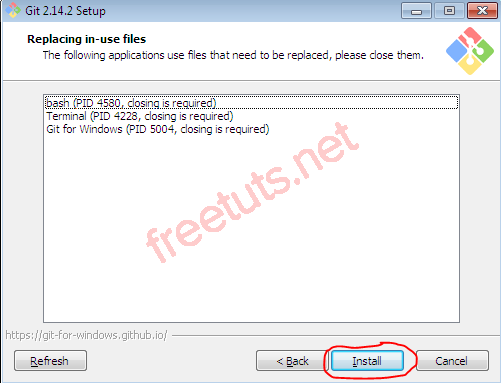 Git 2.14.2 Setup
Replacing in-use files
The following applications use files that need to be replaced, please close them.
bash (PID 4580, closing is required)
Terminal (PID 4228, closing is required)
Git for Windows (PID 5004, closing is required)
freetuts.net
https://git-for-windows.github.io/
Refresh
< Back
Install
Cancel